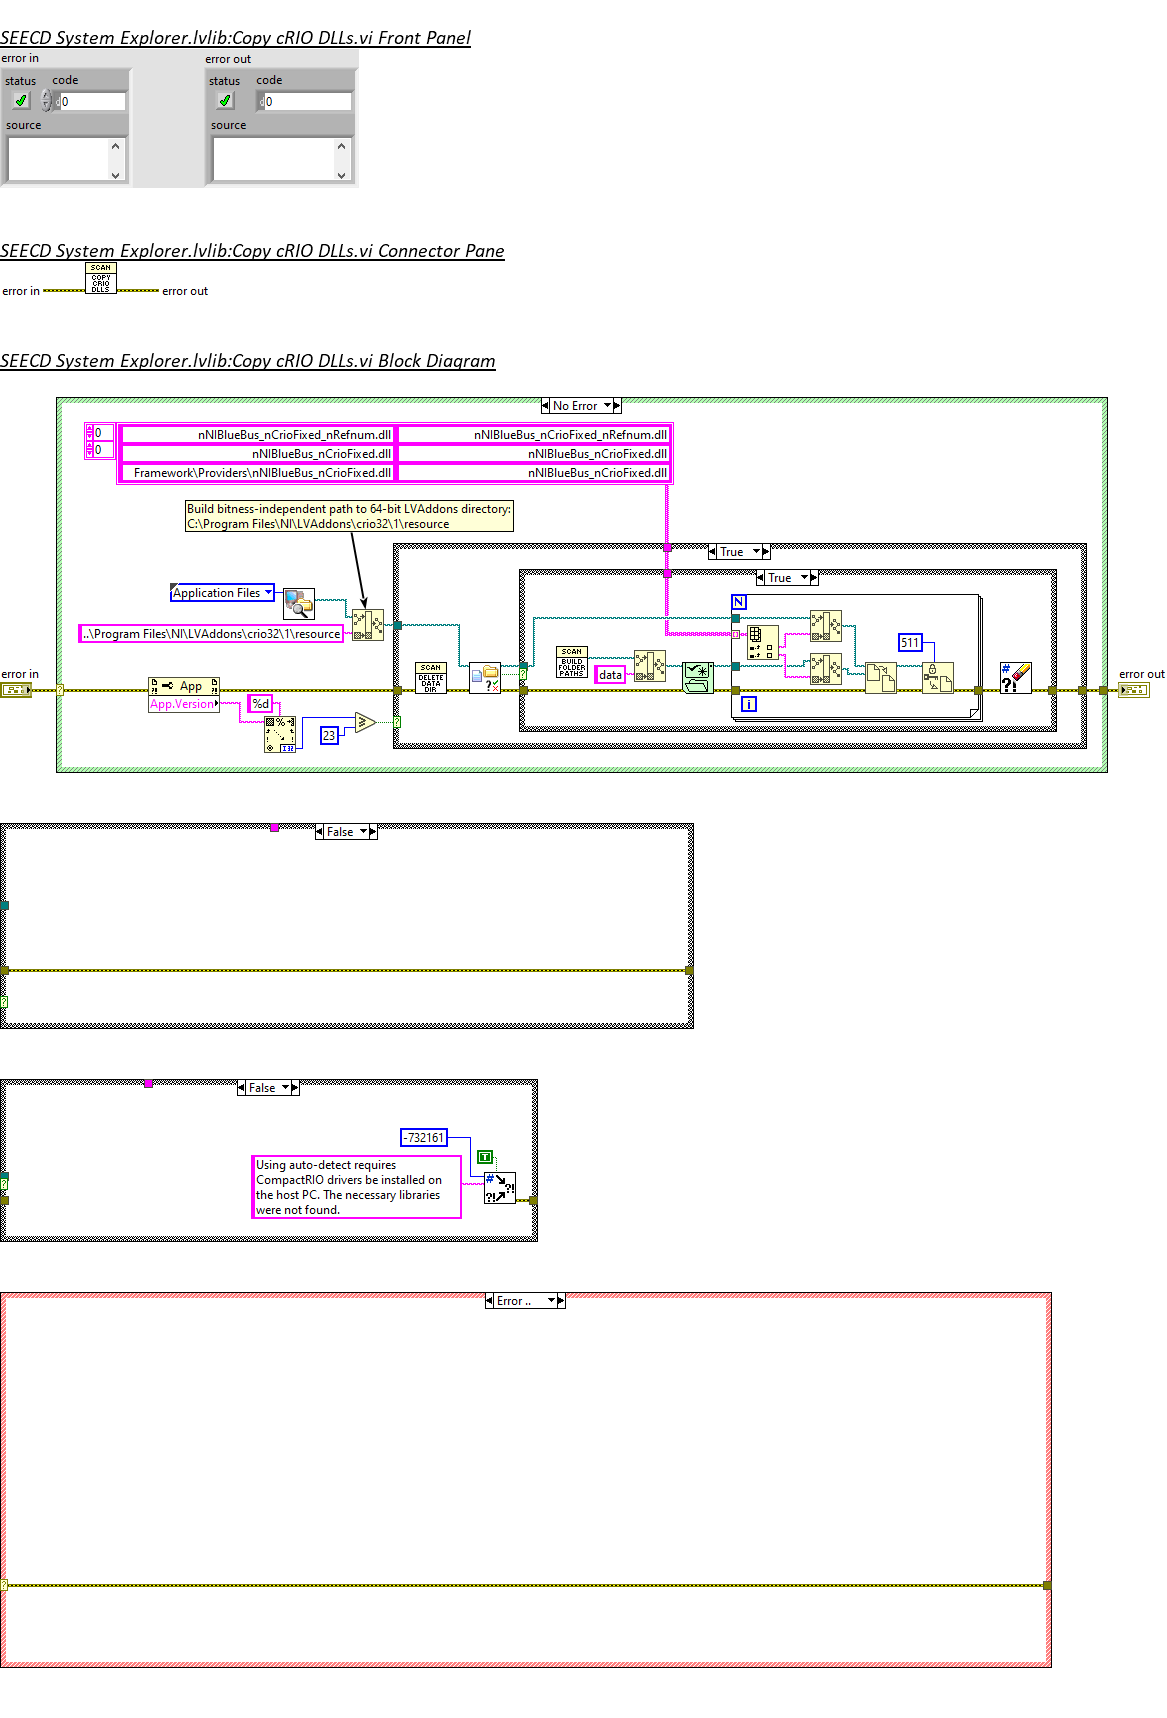 SEECD System Explorer.lvlib:Copy cRIO DLLs.vi Front Panel
error in
error out
status code
status code
0
0
source
source
SEECD System Explorer.lvlib:Copy cRIO DLLs.vi Connector Pane
SCAN
COPY
CRIO
DLLS
error in
error out
SEECD System Explorer.lvlib:Copy cRIO DLLs.vi Block Diagram
No Error
0
0
nNIBlueBus_nCrioFixed_nRefnum.dll
nNIBlueBus_nCrioFixed_nRefnum.dll
nNIBlueBus_nCrioFixed.dll
nNIBlueBus_nCrioFixed.dll
Framework\Providers\nNIBlueBus_nCrioFixed.dll
nNIBlueBus_nCrioFixed.dll
Build bitness-independent path to 64-bit LVAddons directory:
C:\Program Files\NI\LVAddons\crio32\1\resource
True
True
Application Files
N
..\Program Files\NI\LVAddons\crio32\1\resource
511
SCAN
BUILD
FOLDER
PATHS
data
SCAN
DELETE
DATA
DIR
error in
error out
App
App.Version
%d
23
i
False
False
-732161
T
Using auto-detect requires
CompactRIO drivers be installed on
the host PC. The necessary libraries
were not found.
Error ..